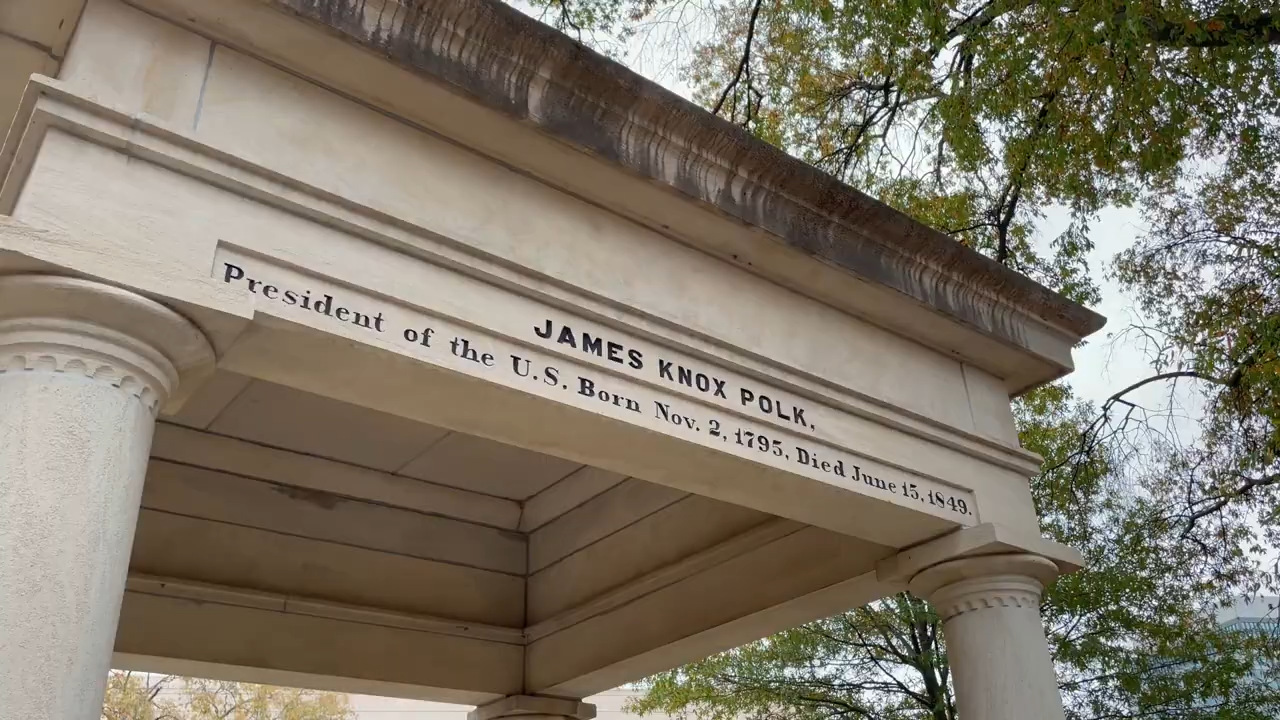 JAMES KNOX POLK,
President of the U.S. Born Nov. 2, 1795, Died June 15, 1849.